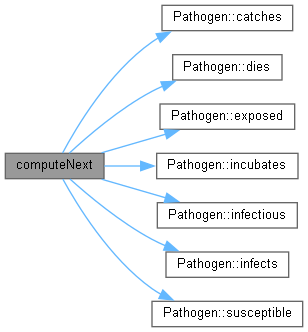 Pathogen::catches
Pathogen::dies
Pathogen::exposed
computeNext
Pathogen::incubates
Pathogen::infectious
Pathogen::infects
Pathogen::susceptible